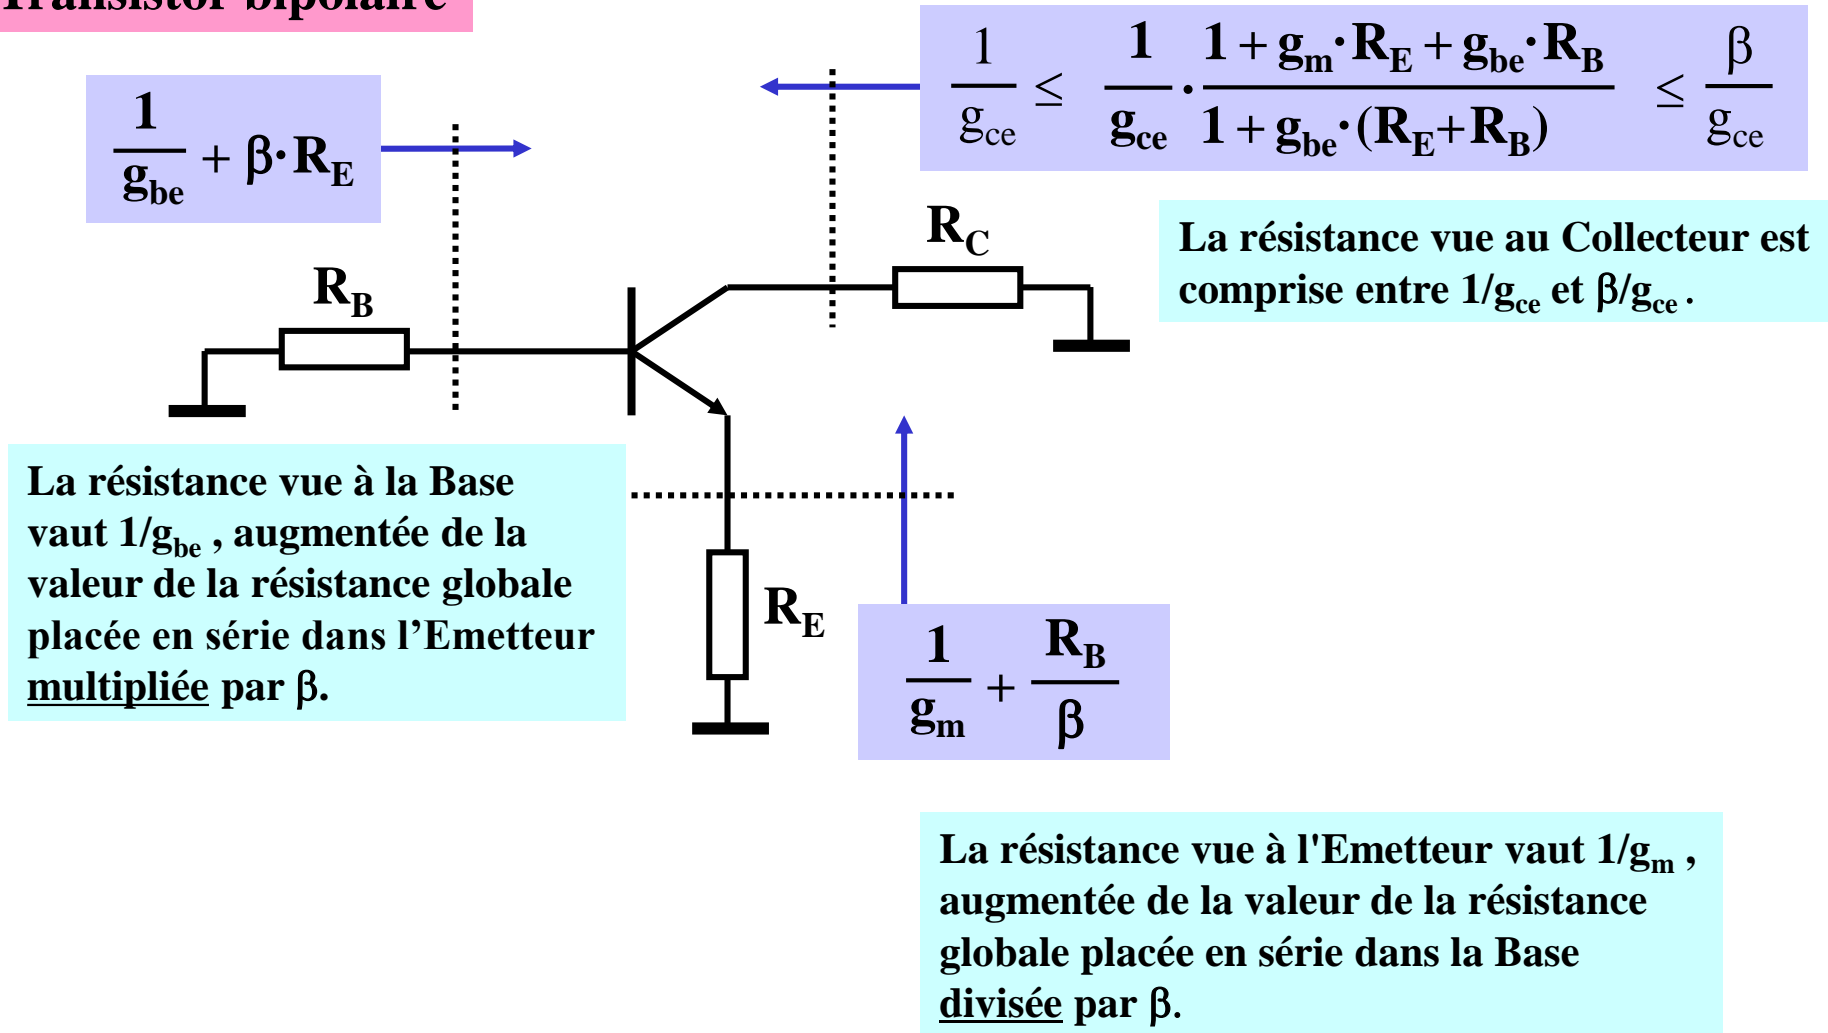 Transistor bipolaire
1/g_be + β·R_E
1/g_ce ≤ 1/g_ce · (1 + g_m·R_E + g_be·R_B)/(1 + g_be·(R_E+R_B)) ≤ β/g_ce
R_C
La résistance vue au Collecteur est
comprise entre 1/g_ce et β/g_ce .
R_B
La résistance vue à la Base
vaut 1/g_be , augmentée de la
valeur de la résistance globale
placée en série dans l’Emetteur
multipliée par β.
R_E
1/g_m + R_B/β
La résistance vue à l'Emetteur vaut 1/g_m ,
augmentée de la valeur de la résistance
globale placée en série dans la Base
divisée par β.